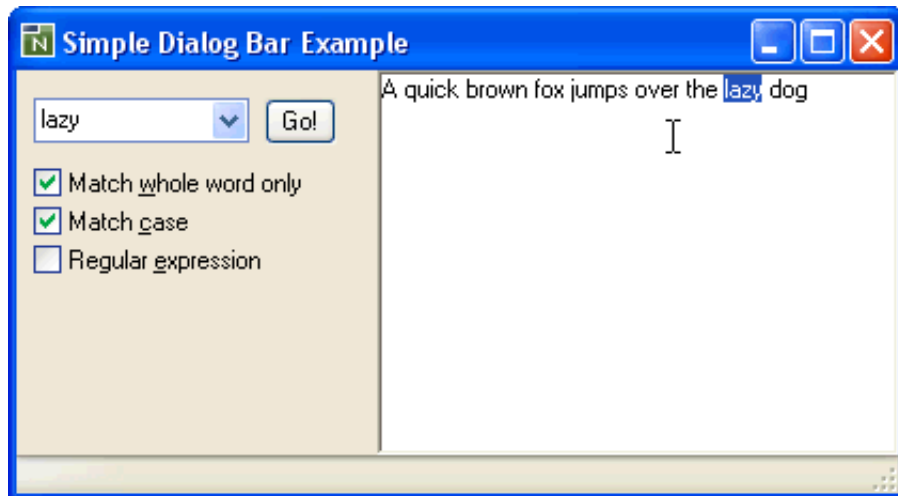 N Simple Dialog Bar Example
lazy Go!
Match whole word only
Match case
Regular expression
A quick brown fox jumps over the lazy dog